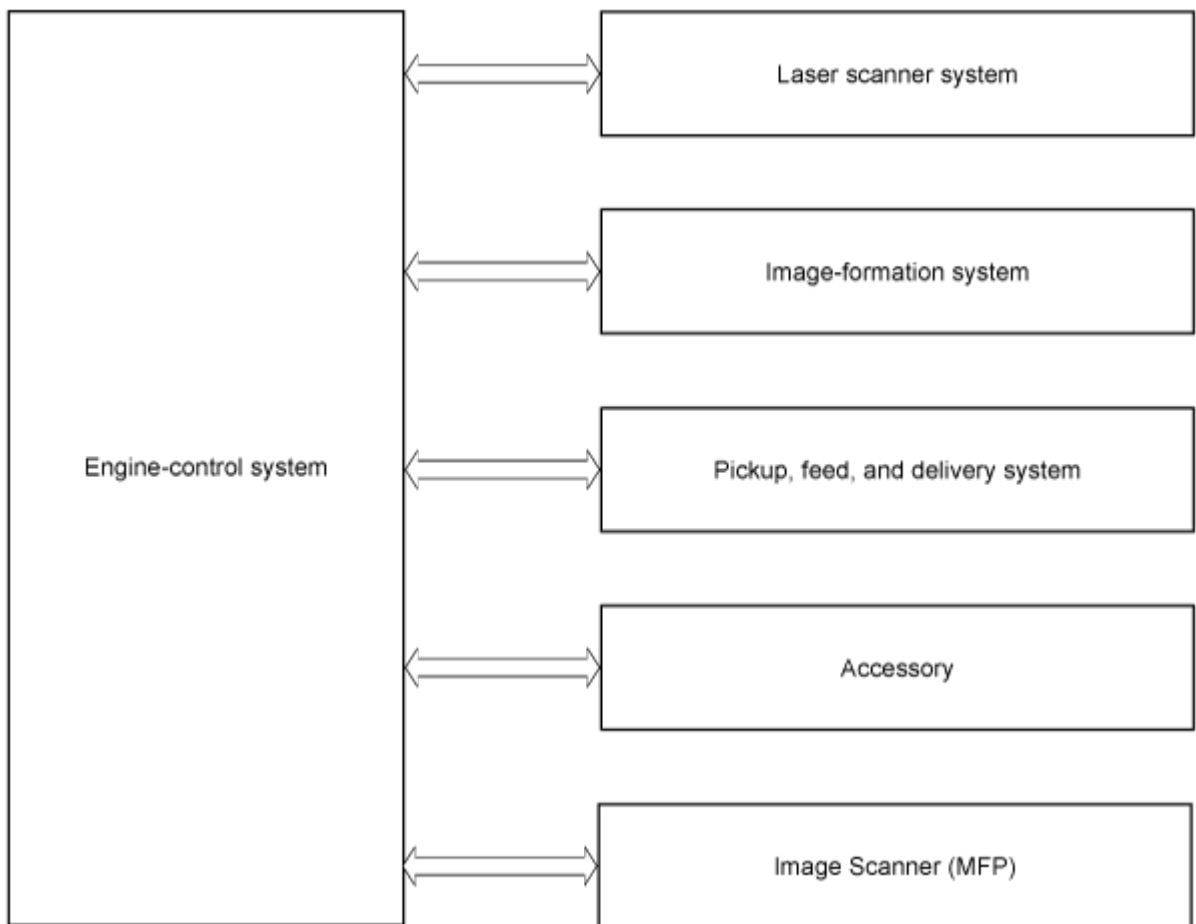 Laser scanner system
Image-formation system
Engine-control system
Pickup, feed, and delivery system
Accessory
Image Scanner (MFP)